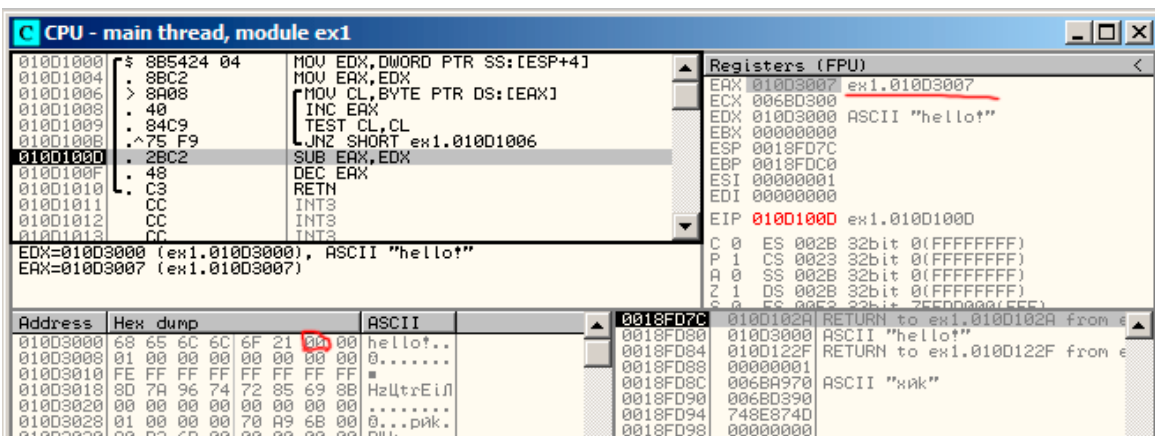 C CPU - main thread, module ex1
010D1000 $ 8B5424 04 MOV EDX,DWORD PTR SS:[ESP+4]
010D1004 . 8BC2 MOV EAX,EDX
010D1006 > 8A08 MOV CL,BYTE PTR DS:[EAX]
010D1008 . 40 INC EAX
010D1009 . 84C9 TEST CL,CL
010D100B .^75 F9 JNZ SHORT ex1.010D1006
010D100D . 2BC2 SUB EAX,EDX
010D100F . 48 DEC EAX
010D1010 . C3 RETN
010D1011 CC INT3
010D1012 CC INT3
010D1013 CC INT3
EDX=010D3000 (ex1.010D3000), ASCII "hello!"
EAX=010D3007 (ex1.010D3007)
Registers (FPU) <
EAX 010D3007 ex1.010D3007
ECX 006BD300
EDX 010D3000 ASCII "hello!"
EBX 00000000
ESP 0018FD7C
EBP 0018FDC0
ESI 00000001
EDI 00000000
EIP 010D100D ex1.010D100D
C 0 ES 002B 32bit 0(FFFFFFFF)
P 1 CS 0023 32bit 0(FFFFFFFF)
A 0 SS 002B 32bit 0(FFFFFFFF)
Z 1 DS 002B 32bit 0(FFFFFFFF)
Address Hex dump ASCII
010D3000 68 65 6C 6C 6F 21 00 00 hello!..
010D3008 01 00 00 00 00 00 00 00 ........
010D3010 FE FF FF FF FF FF FF FF
010D3018 8D 7A 96 74 72 85 69 8B
010D3020 00 00 00 00 00 00 00 00 ........
010D3028 01 00 00 00 70 A9 6B 00
0018FD7C 010D102A RETURN to ex1.010D102A from
0018FD80 010D3000 ASCII "hello!"
0018FD84 010D122F RETURN to ex1.010D122F from
0018FD88 00000001
0018FD8C 006BA970 ASCII "xйk"
0018FD90 006BD390
0018FD94 748E874D
0018FD98 00000000